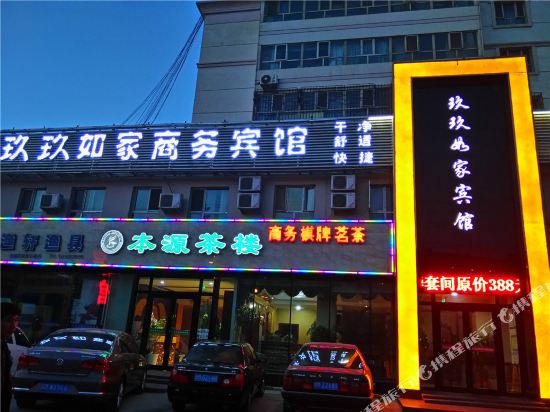 玖玖如家商务宾馆
干净
舒适
快捷
玖玖如家宾馆
渔具
本源茶楼
商务棋牌茗茶
套间原价388
携程旅行